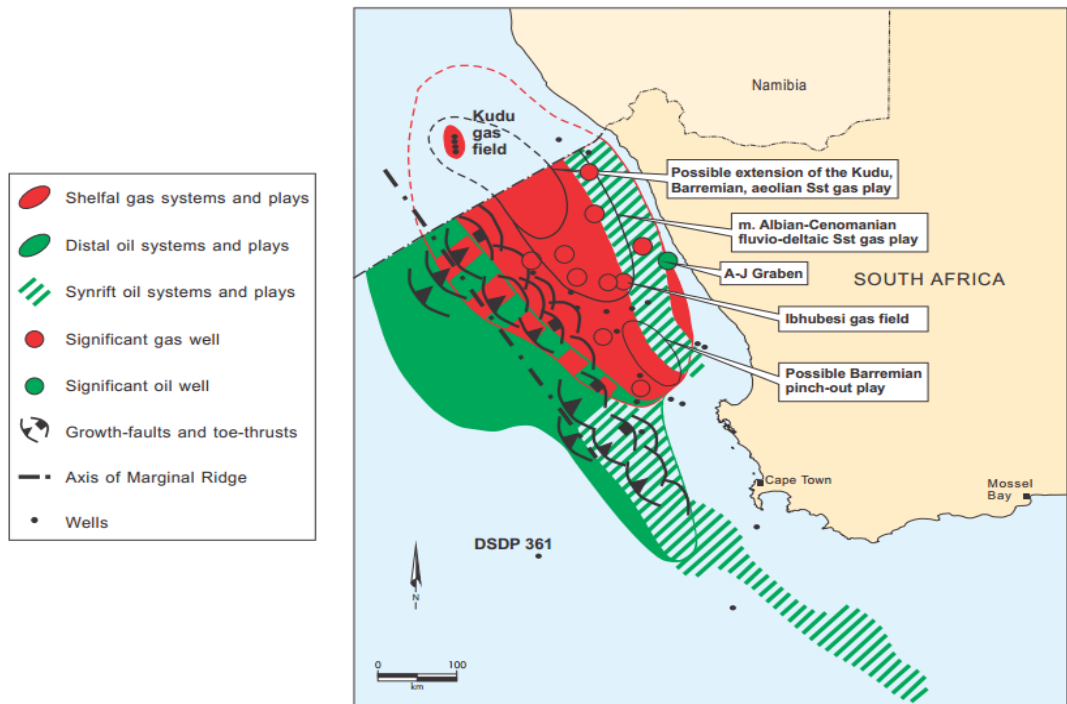 Shelfal gas systems and plays
Distal oil systems and plays
Synrift oil systems and plays
Significant gas well
Significant oil well
Growth-faults and toe-thrusts
Axis of Marginal Ridge
Wells
Namibia
Kudu
gas
field
Possible extension of the Kudu,
Barremian, aeolian Sst gas play
m. Albian-Cenomanian
fluvio-deltaic Sst gas play
A-J Graben
SOUTH AFRICA
Ibhubesi gas field
Possible Barremian
pinch-out play
Cape Town
Mossel
Bay
DSDP 361
N
0 100
km